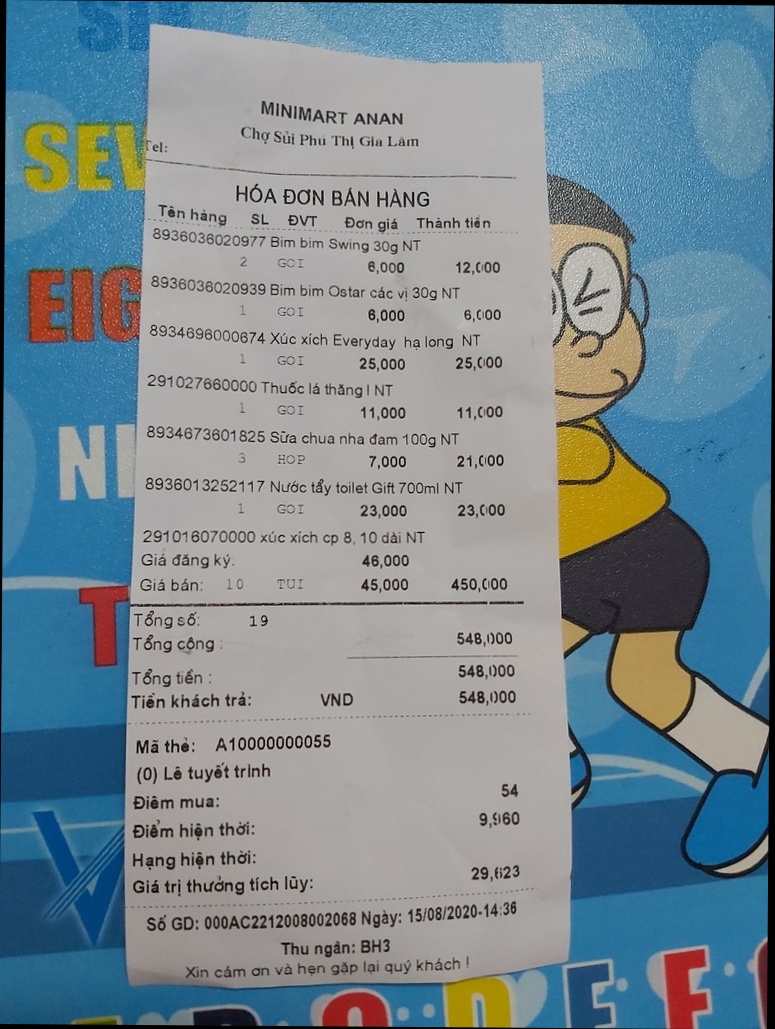 SIX
MINIMART ANAN
Chợ Sủi Phú Thị Gia Lâm
Tel:
SEV
HÓA ĐƠN BÁN HÀNG
Tên hàng SL ĐVT Đơn giá Thành tiền
8936036020977 Bim bim Swing 30g NT
2 GOI 6,000 12,000
8936036020939 Bim bim Ostar các vị 30g NT
1 GOI 6,000 6,000
EIG
8934696000674 Xúc xích Everyday hạ long NT
1 GOI 25,000 25,000
291027660000 Thuốc lá thăng l NT
1 GOI 11,000 11,000
8934673601825 Sữa chua nha đam 100g NT
3 HOP 7,000 21,000
NI
8936013252117 Nước tẩy toilet Gift 700ml NT
1 GOI 23,000 23,000
291016070000 xúc xích cp 8, 10 dài NT
Giá đăng ký: 46,000
Giá bán: 10 TUI 45,000 450,000
T
Tổng số: 19
Tổng cộng : 548,000
Tổng tiền : 548,000
Tiền khách trả: VND 548,000
Mã thẻ: A10000000055
(0) Lê tuyết trinh
Điểm mua: 54
Điểm hiện thời: 9,960
Hạng hiện thời:
Giá trị thưởng tích lũy: 29,623
Số GD: 000AC2212008002068 Ngày: 15/08/2020-14:36
Thu ngân: BH3
Xin cám ơn và hẹn gặp lại quý khách !